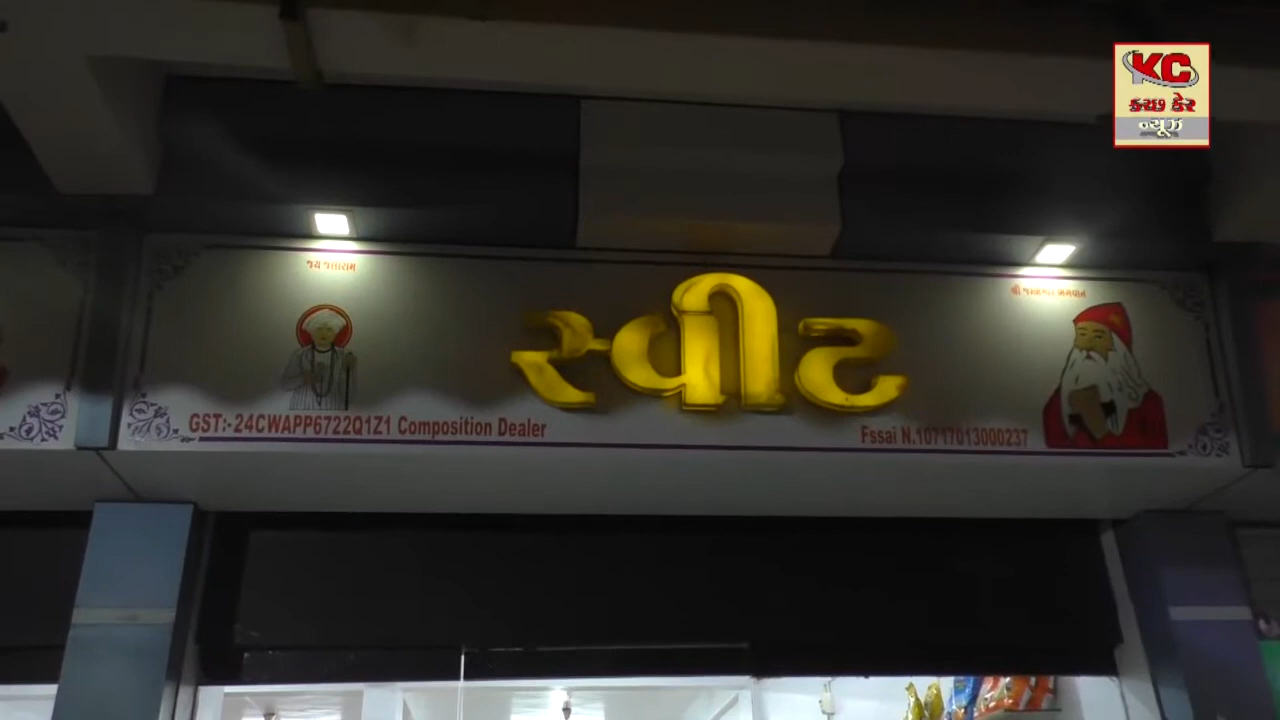 KC
કચ્છ કેર
ન્યૂઝ
જય જલારામ
સ્વીટ
GST:-24CWAPP6722Q1Z1 Composition Dealer
Fssai N.10717013000237